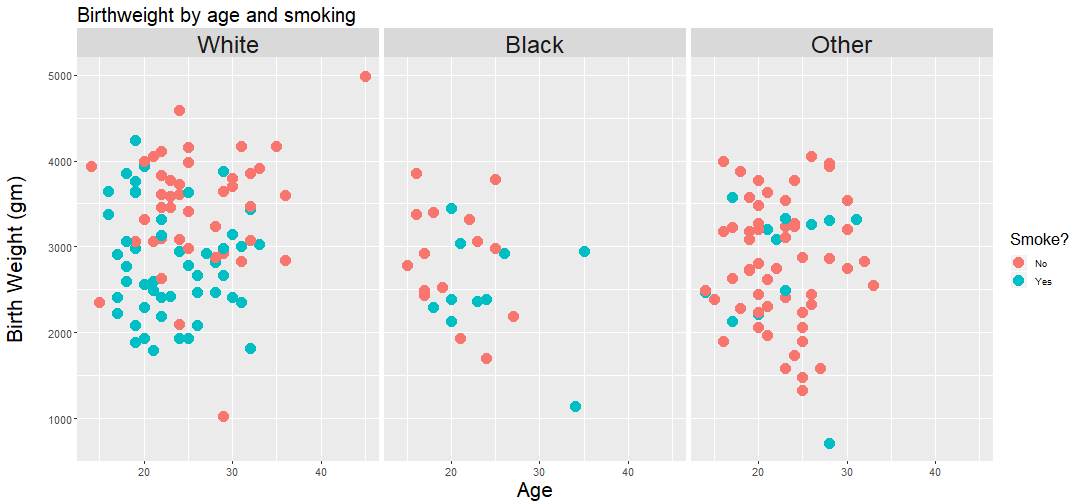 Birthweight by age and smoking
White Black Other
5000
4000
3000
2000
1000
Birth Weight (gm)
20 30 40 20 30 40 20 30 40
Age
Smoke?
No
Yes